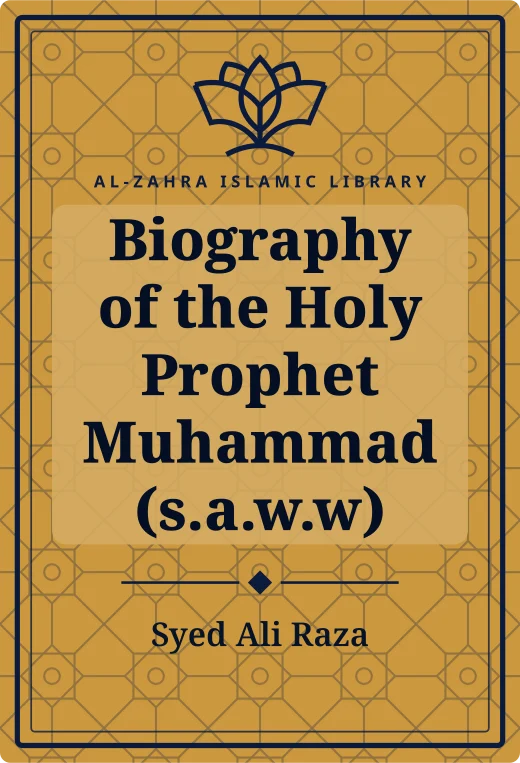 AL-ZAHRA ISLAMIC LIBRARY
Biography
of the Holy
Prophet
Muhammad
(s.a.w.w)
Syed Ali Raza